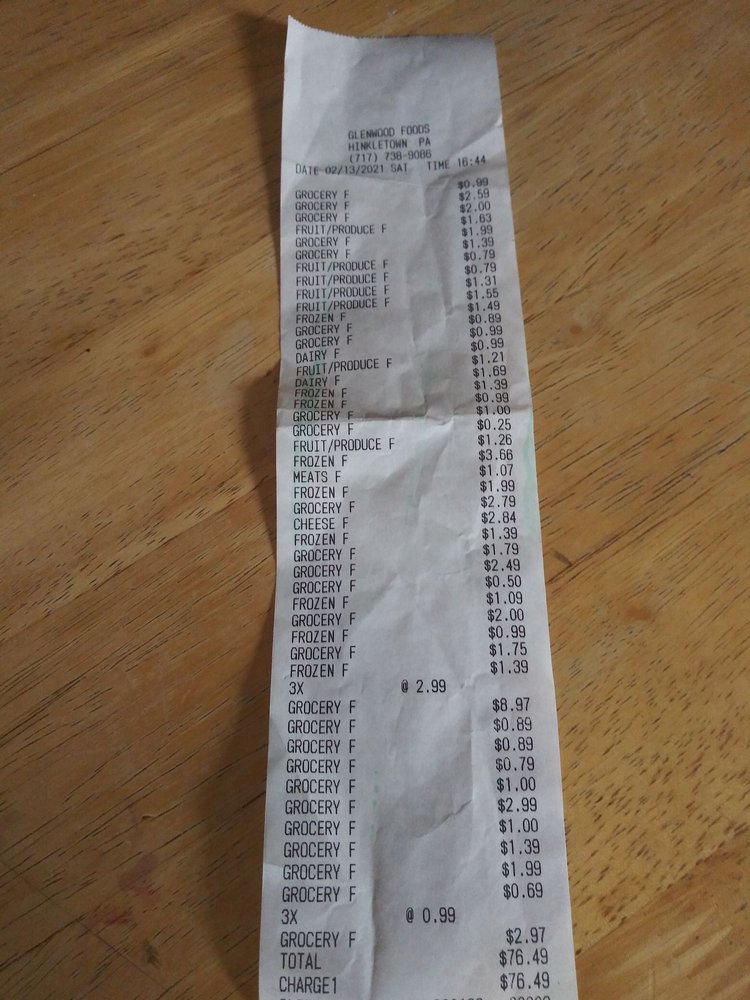 GLENWOOD FOODS
HINKLETOWN PA
(717) 738-9086
DATE 02/13/2021 SAT TIME 16:44
GROCERY F $0.99
GROCERY F $2.59
GROCERY F $2.00
FRUIT/PRODUCE F $1.63
GROCERY F $1.99
GROCERY F $1.39
FRUIT/PRODUCE F $0.79
FRUIT/PRODUCE F $0.79
FRUIT/PRODUCE F $1.31
FRUIT/PRODUCE F $1.55
FROZEN F $1.49
GROCERY F $0.89
GROCERY F $0.99
DAIRY F $0.99
FRUIT/PRODUCE F $1.21
DAIRY F $1.69
FROZEN F $1.39
FROZEN F $0.99
GROCERY F $1.00
GROCERY F $0.25
FRUIT/PRODUCE F $1.26
FROZEN F $3.66
MEATS F $1.07
FROZEN F $1.99
GROCERY F $2.79
CHEESE F $2.84
FROZEN F $1.39
GROCERY F $1.79
GROCERY F $2.49
GROCERY F $0.50
FROZEN F $1.09
GROCERY F $2.00
FROZEN F $0.99
GROCERY F $1.75
FROZEN F $1.39
3X @ 2.99
GROCERY F $8.97
GROCERY F $0.89
GROCERY F $0.89
GROCERY F $0.79
GROCERY F $1.00
GROCERY F $2.99
GROCERY F $1.00
GROCERY F $1.39
GROCERY F $1.99
GROCERY F $0.69
3X @ 0.99
GROCERY F $2.97
TOTAL $76.49
CHARGE1 $76.49